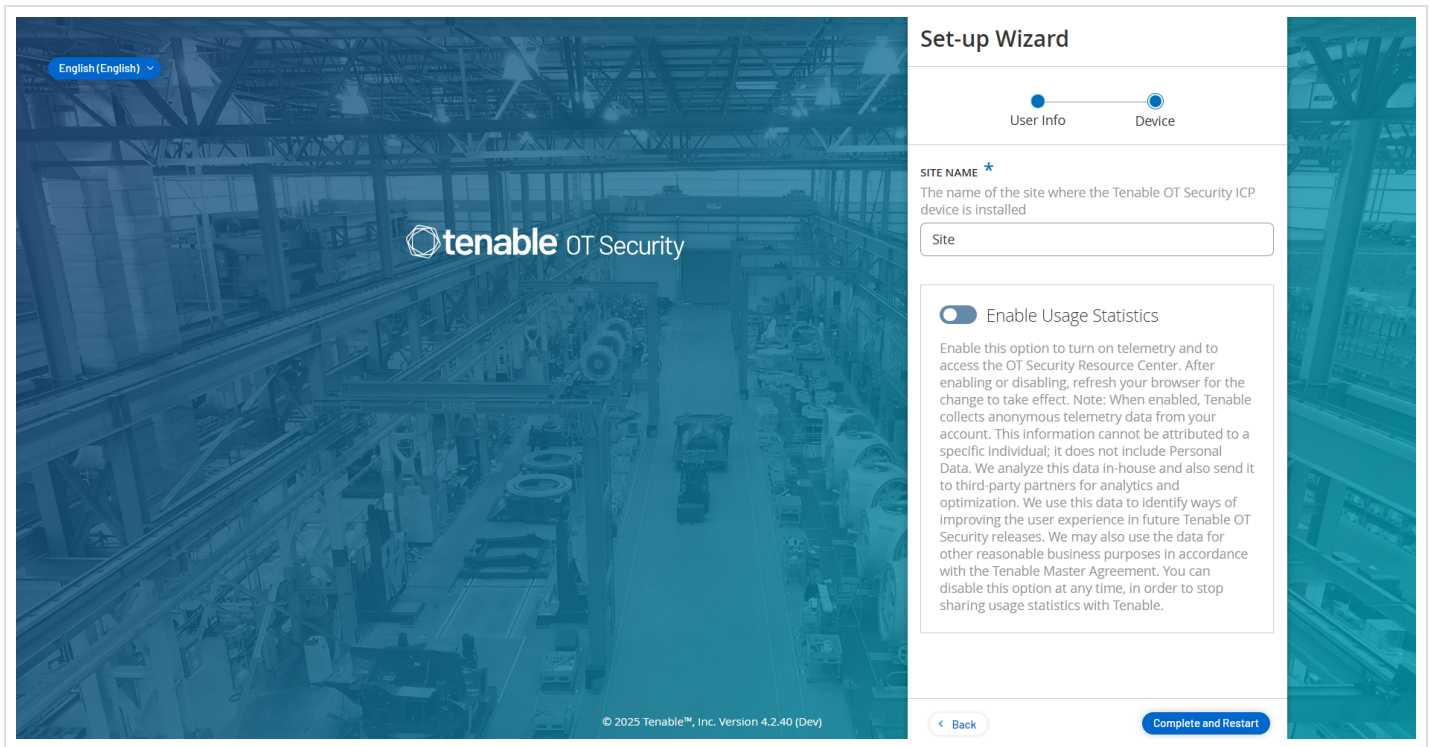 English (English)
tenable OT Security
© 2025 Tenable™, Inc. Version 4.2.40 (Dev)
Set-up Wizard
User Info
Device
SITE NAME *
The name of the site where the Tenable OT Security ICP
device is installed
Site
Enable Usage Statistics
Enable this option to turn on telemetry and to
access the OT Security Resource Center. After
enabling or disabling, refresh your browser for the
change to take effect. Note: When enabled, Tenable
collects anonymous telemetry data from your
account. This information cannot be attributed to a
specific individual; it does not include Personal
Data. We analyze this data in-house and also send it
to third-party partners for analytics and
optimization. We use this data to identify ways of
improving the user experience in future Tenable OT
Security releases. We may also use the data for
other reasonable business purposes in accordance
with the Tenable Master Agreement. You can
disable this option at any time, in order to stop
sharing usage statistics with Tenable.
Back
Complete and Restart